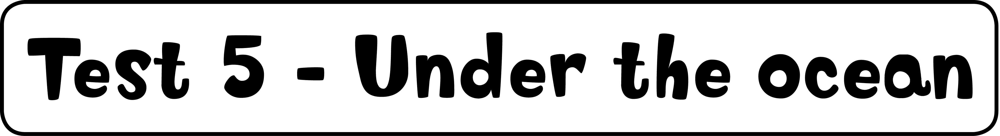 Test 5 - Under the ocean